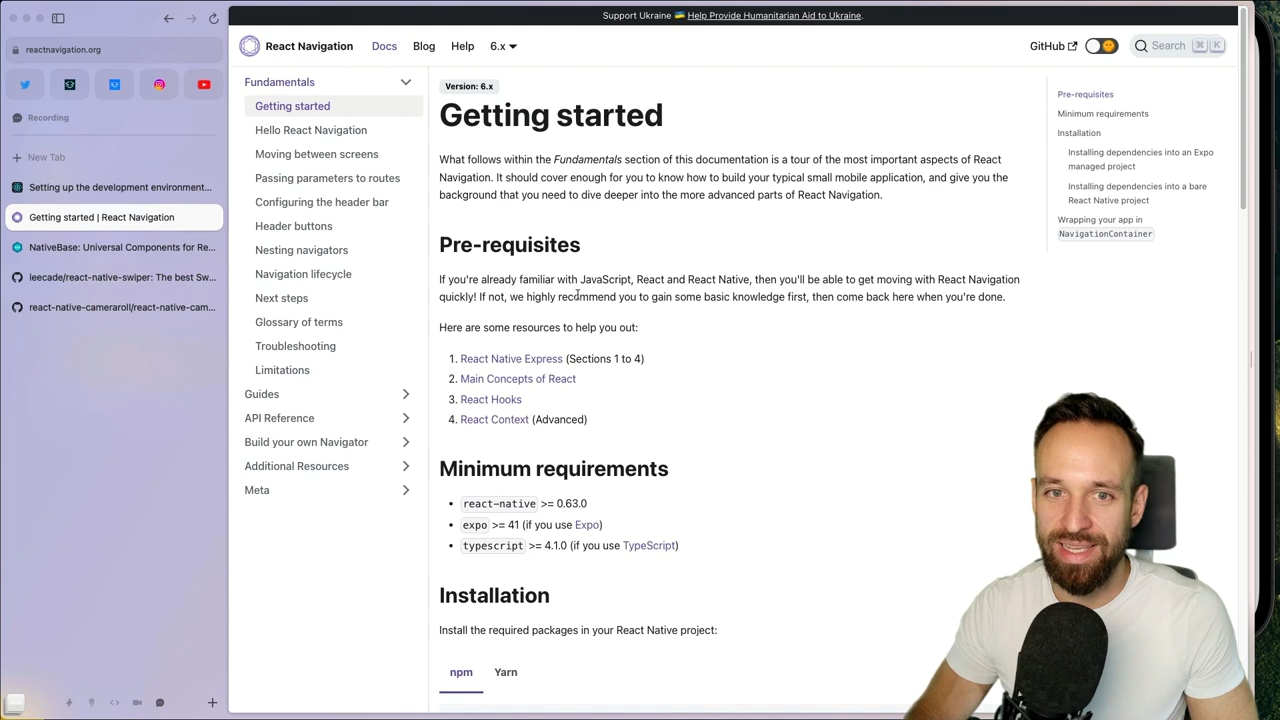 Support Ukraine 🇺🇦 Help Provide Humanitarian Aid to Ukraine.
reactnavigation.org
React Navigation
Docs
Blog
Help
6.x
GitHub
Search
⌘
K
Recording
New Tab
Setting up the development environment...
Getting started | React Navigation
NativeBase: Universal Components for Re...
leecade/react-native-swiper: The best Sw...
react-native-cameraroll/react-native-cam...
Fundamentals
Getting started
Hello React Navigation
Moving between screens
Passing parameters to routes
Configuring the header bar
Header buttons
Nesting navigators
Navigation lifecycle
Next steps
Glossary of terms
Troubleshooting
Limitations
Guides
API Reference
Build your own Navigator
Additional Resources
Meta
Version: 6.x
Getting started
What follows within the Fundamentals section of this documentation is a tour of the most important aspects of React
Navigation. It should cover enough for you to know how to build your typical small mobile application, and give you the
background that you need to dive deeper into the more advanced parts of React Navigation.
Pre-requisites
If you're already familiar with JavaScript, React and React Native, then you'll be able to get moving with React Navigation
quickly! If not, we highly recommend you to gain some basic knowledge first, then come back here when you're done.
Here are some resources to help you out:
1. React Native Express (Sections 1 to 4)
2. Main Concepts of React
3. React Hooks
4. React Context (Advanced)
Minimum requirements
• react-native >= 0.63.0
• expo >= 41 (if you use Expo)
• typescript >= 4.1.0 (if you use TypeScript)
Installation
Install the required packages in your React Native project:
npm
Yarn
Pre-requisites
Minimum requirements
Installation
Installing dependencies into an Expo
managed project
Installing dependencies into a bare
React Native project
Wrapping your app in
NavigationContainer